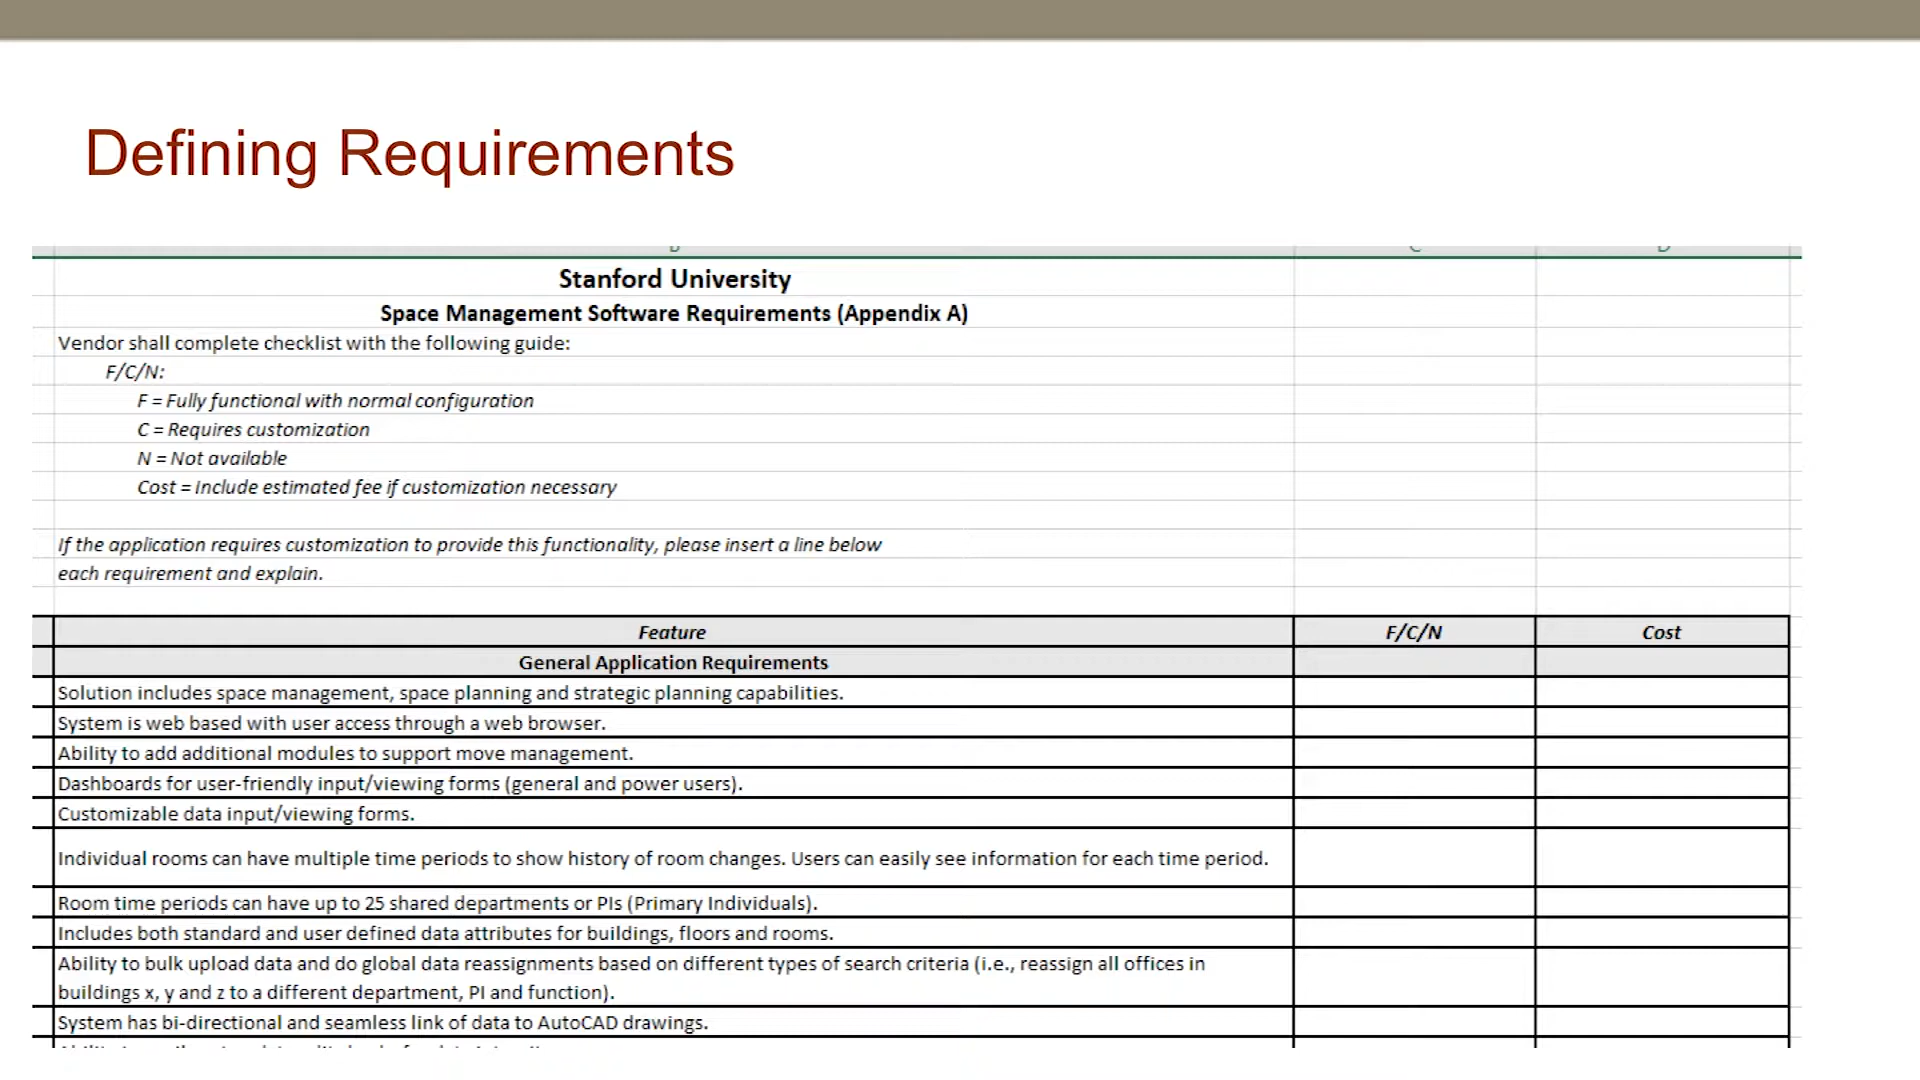 Defining Requirements
Stanford University
Space Management Software Requirements (Appendix A)
Vendor shall complete checklist with the following guide:
F/C/N:
F = Fully functional with normal configuration
C = Requires customization
N = Not available
Cost = Include estimated fee if customization necessary
If the application requires customization to provide this functionality, please insert a line below
each requirement and explain.
Feature F/C/N Cost
General Application Requirements
Solution includes space management, space planning and strategic planning capabilities.
System is web based with user access through a web browser.
Ability to add additional modules to support move management.
Dashboards for user-friendly input/viewing forms (general and power users).
Customizable data input/viewing forms.
Individual rooms can have multiple time periods to show history of room changes. Users can easily see information for each time period.
Room time periods can have up to 25 shared departments or PIs (Primary Individuals).
Includes both standard and user defined data attributes for buildings, floors and rooms.
Ability to bulk upload data and do global data reassignments based on different types of search criteria (i.e., reassign all offices in
buildings x, y and z to a different department, PI and function).
System has bi-directional and seamless link of data to AutoCAD drawings.